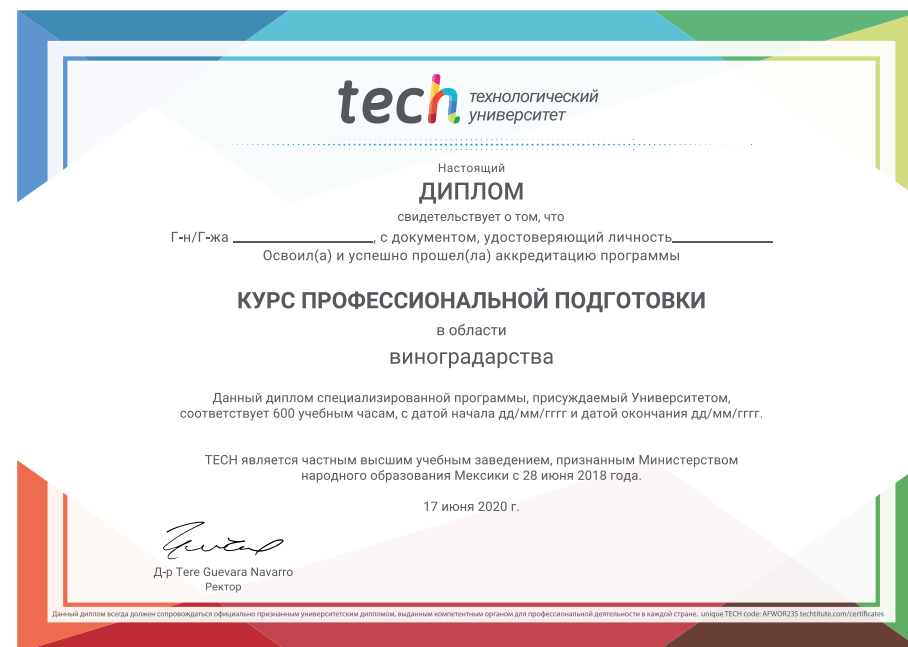 tech технологический
университет
Настоящий
ДИПЛОМ
свидетельствует о том, что
Г-н/Г-жа ____________, с документом, удостоверяющий личность____________
Освоил(а) и успешно прошел(ла) аккредитацию программы
КУРС ПРОФЕССИОНАЛЬНОЙ ПОДГОТОВКИ
в области
виноградарства
Данный диплом специализированной программы, присуждаемый Университетом,
соответствует 600 учебным часам, с датой начала дд/мм/гггг и датой окончания дд/мм/гггг.
TECH является частным высшим учебным заведением, признанным Министерством
народного образования Мексики с 28 июня 2018 года.
17 июня 2020 г.
Д-р Tere Guevara Navarro
Ректор
Данный диплом всегда должен сопровождаться официально признанным университетским дипломом, выданным компетентным органом для профессиональной деятельности в каждой стране. unique TECH code: AFWOR23S techtitute.com/certificates